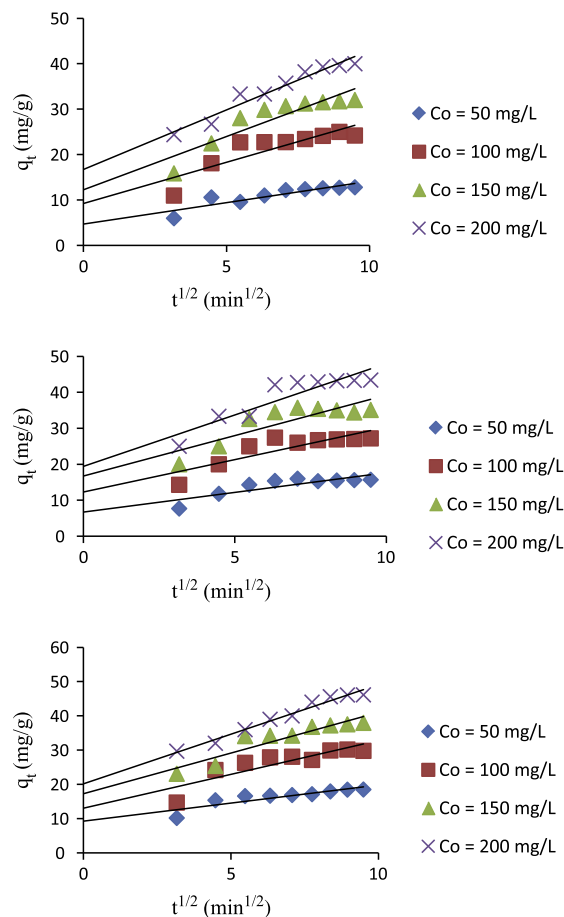 50
40
30
20
10
0
q_t (mg/g)
0 5 10
t^1/2 (min^1/2)
Co = 50 mg/L
Co = 100 mg/L
Co = 150 mg/L
Co = 200 mg/L
50
40
30
20
10
0
q_t (mg/g)
0 5 10
t^1/2 (min^1/2)
Co = 50 mg/L
Co = 100 mg/L
Co = 150 mg/L
Co = 200 mg/L
60
50
40
30
20
10
0
q_t (mg/g)
0 5 10
t^1/2 (min^1/2)
Co = 50 mg/L
Co = 100 mg/L
Co = 150 mg/L
Co = 200 mg/L